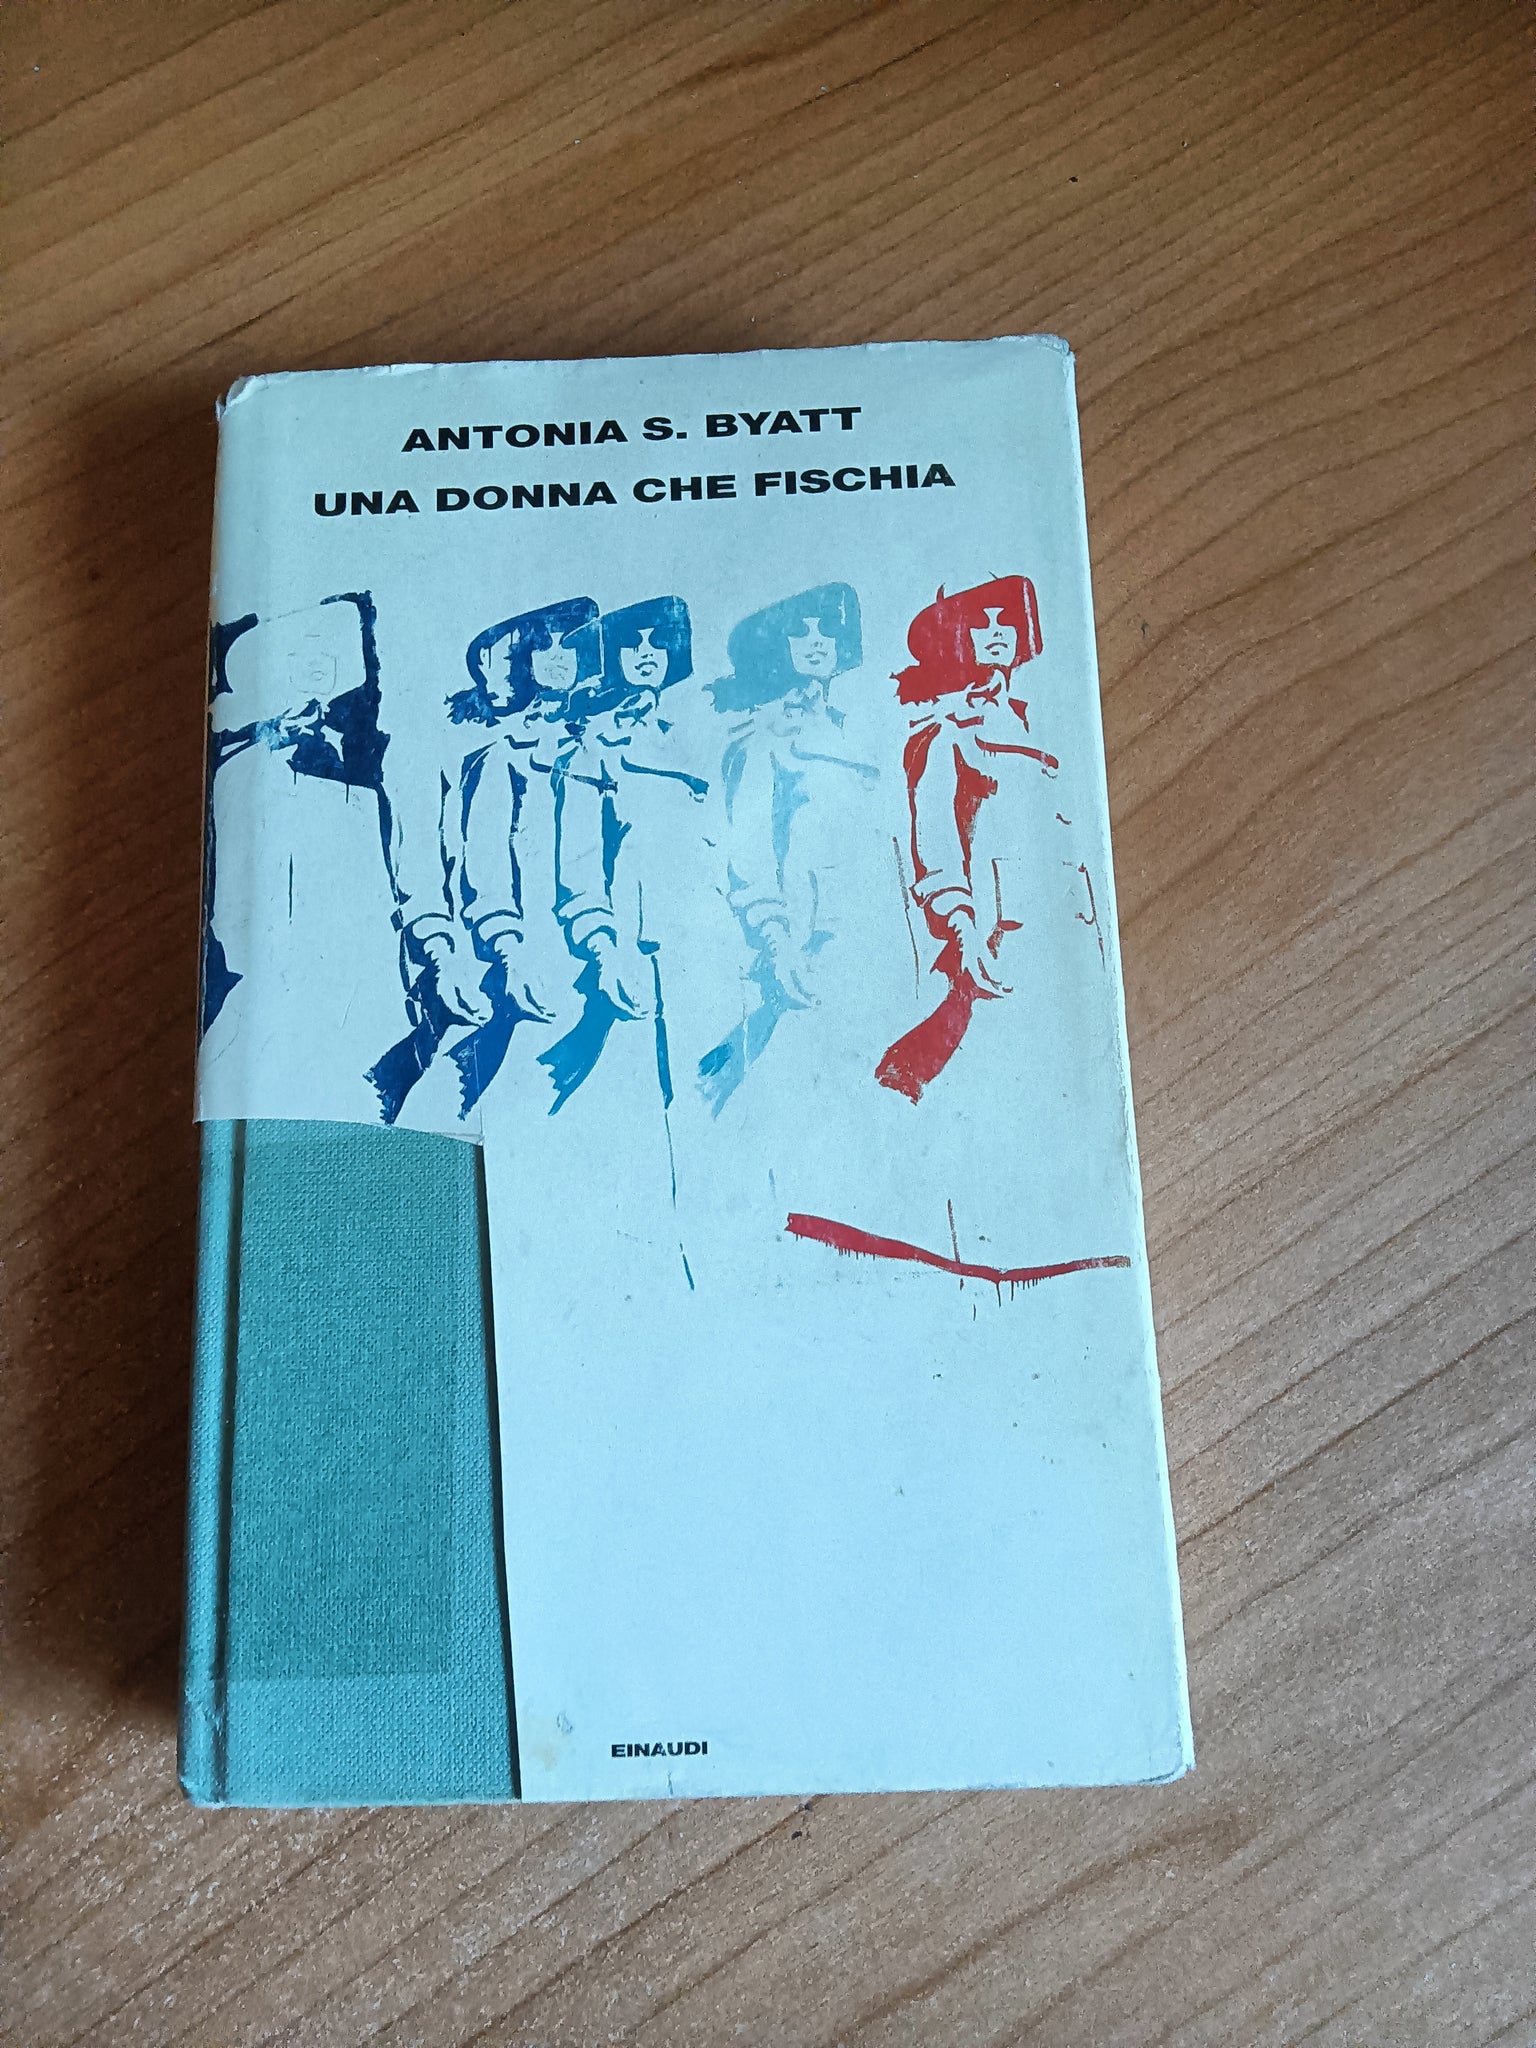 ANTONIA S. BYATT
UNA DONNA CHE FISCHIA
EINAUDI